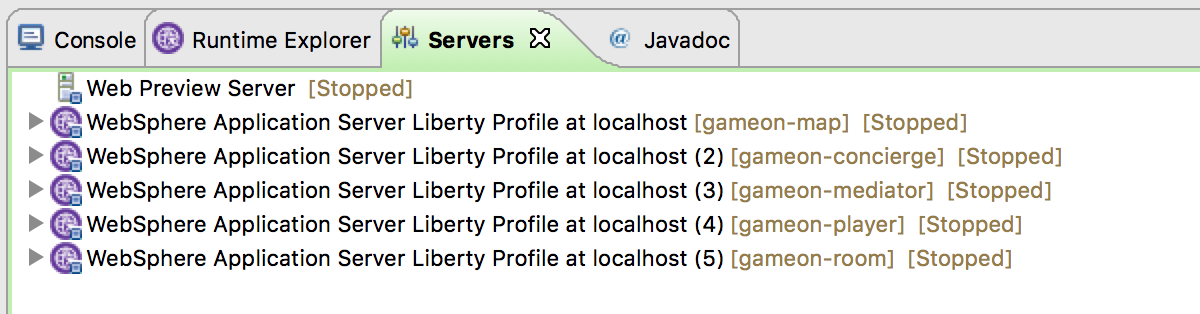 Console Runtime Explorer Servers @ Javadoc
Web Preview Server [Stopped]
WebSphere Application Server Liberty Profile at localhost [gameon-map] [Stopped]
WebSphere Application Server Liberty Profile at localhost (2) [gameon-concierge] [Stopped]
WebSphere Application Server Liberty Profile at localhost (3) [gameon-mediator] [Stopped]
WebSphere Application Server Liberty Profile at localhost (4) [gameon-player] [Stopped]
WebSphere Application Server Liberty Profile at localhost (5) [gameon-room] [Stopped]